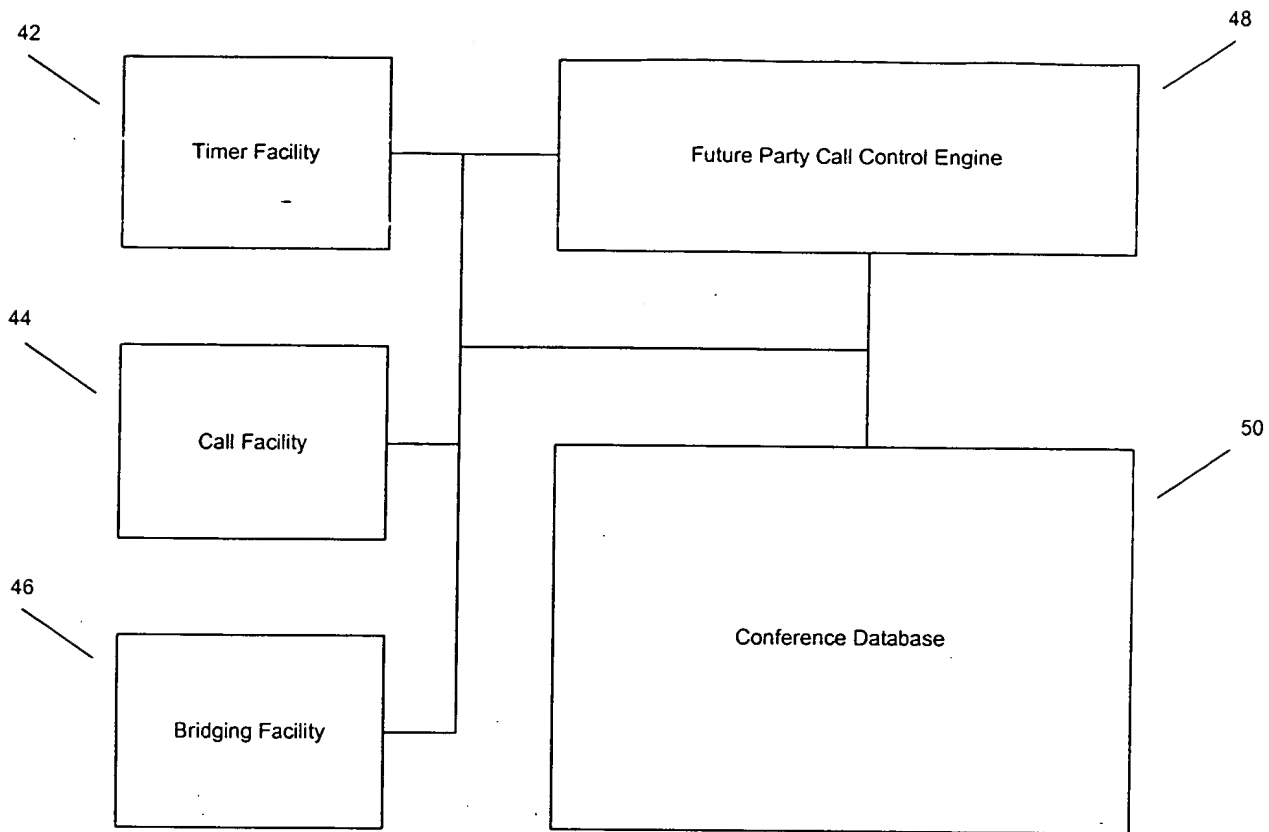 42
48
Timer Facility
Future Party Call Control Engine
44
Call Facility
50
46
Conference Database
Bridging Facility